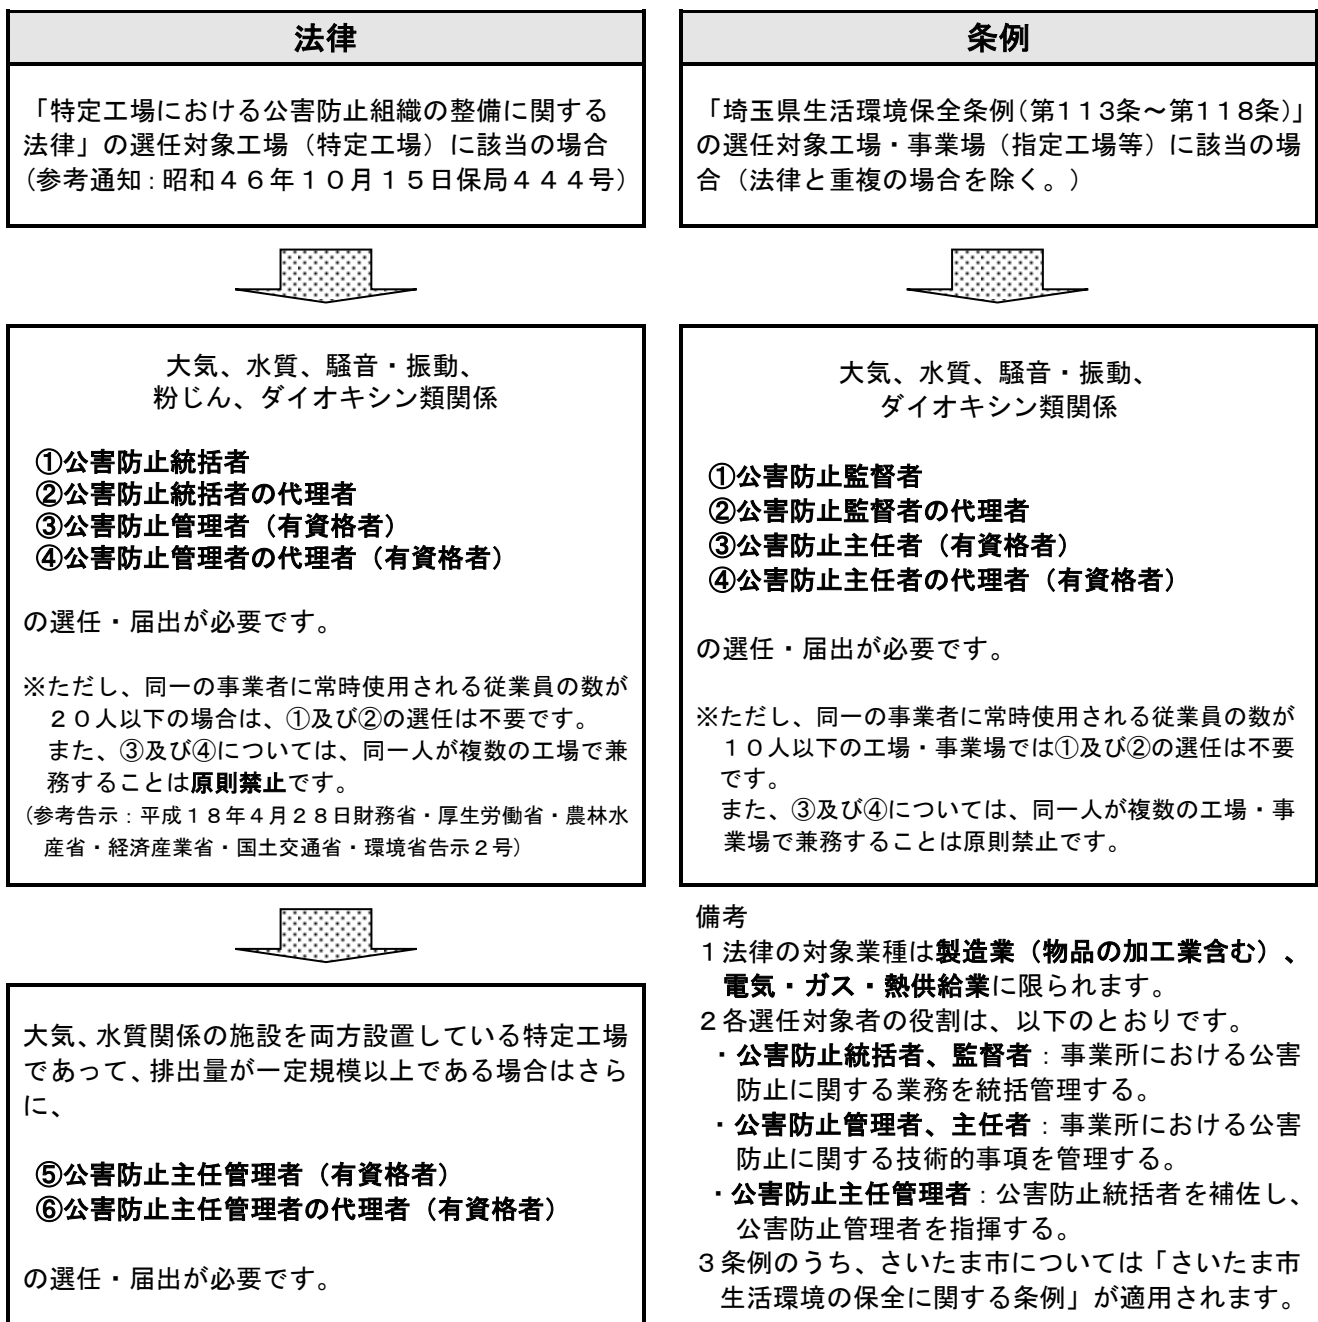 法律
「特定工場における公害防止組織の整備に関する
法律」の選任対象工場（特定工場）に該当の場合
（参考通知：昭和４６年１０月１５日保局４４４号）
大気、水質、騒音・振動、
粉じん、ダイオキシン類関係
①公害防止統括者
②公害防止統括者の代理者
③公害防止管理者（有資格者）
④公害防止管理者の代理者（有資格者）
の選任・届出が必要です。
※ただし、同一の事業者に常時使用される従業員の数が
２０人以下の場合は、①及び②の選任は不要です。
また、③及び④については、同一人が複数の工場で兼
務することは原則禁止です。
（参考告示：平成１８年４月２８日財務省・厚生労働省・農林水
産省・経済産業省・国土交通省・環境省告示２号）
大気、水質関係の施設を両方設置している特定工場
であって、排出量が一定規模以上である場合はさら
に、
⑤公害防止主任管理者（有資格者）
⑥公害防止主任管理者の代理者（有資格者）
の選任・届出が必要です。
条例
「埼玉県生活環境保全条例（第１１３条～第１１８条）」
の選任対象工場・事業場（指定工場等）に該当の場
合（法律と重複の場合を除く。）
大気、水質、騒音・振動、
ダイオキシン類関係
①公害防止監督者
②公害防止監督者の代理者
③公害防止主任者（有資格者）
④公害防止主任者の代理者（有資格者）
の選任・届出が必要です。
※ただし、同一の事業者に常時使用される従業員の数が
１０人以下の工場・事業場では①及び②の選任は不要
です。
また、③及び④については、同一人が複数の工場・事
業場で兼務することは原則禁止です。
備考
１法律の対象業種は製造業（物品の加工業含む）、
電気・ガス・熱供給業に限られます。
２各選任対象者の役割は、以下のとおりです。
・公害防止統括者、監督者：事業所における公害
防止に関する業務を統括管理する。
・公害防止管理者、主任者：事業所における公害
防止に関する技術的事項を管理する。
・公害防止主任管理者：公害防止統括者を補佐し、
公害防止管理者を指揮する。
３条例のうち、さいたま市については「さいたま市
生活環境の保全に関する条例」が適用されます。